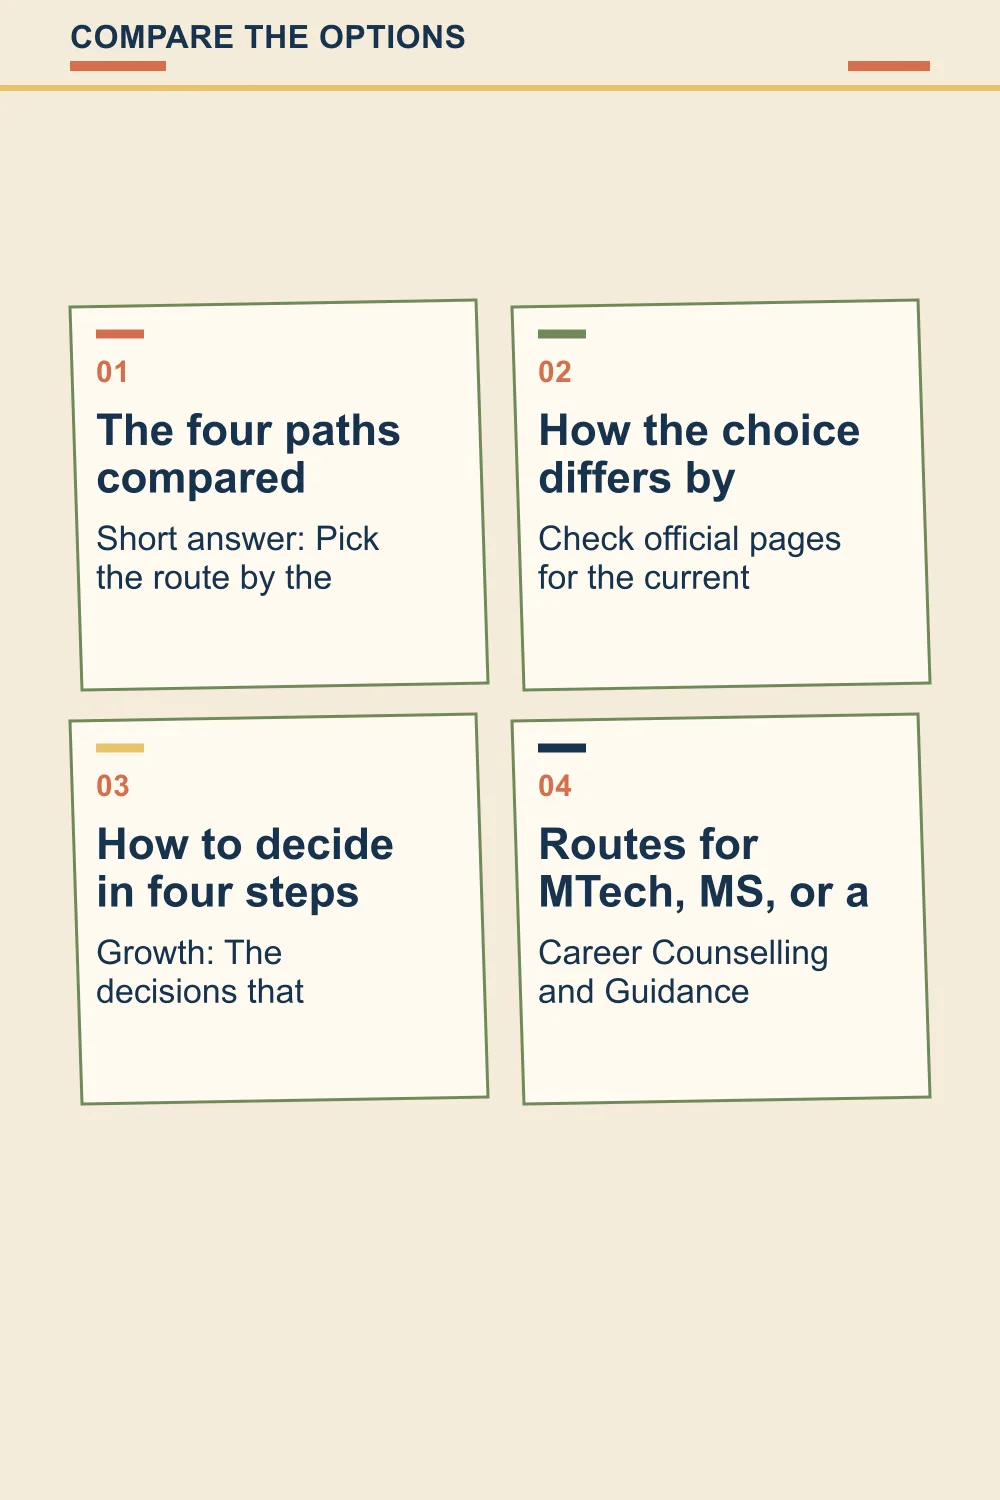 COMPARE THE OPTIONS
01
The four paths
compared
Short answer: Pick
the route by the
02
How the choice
differs by
Check official pages
for the current
03
How to decide
in four steps
Growth: The
decisions that
04
Routes for
MTech, MS, or a
Career Counselling
and Guidance